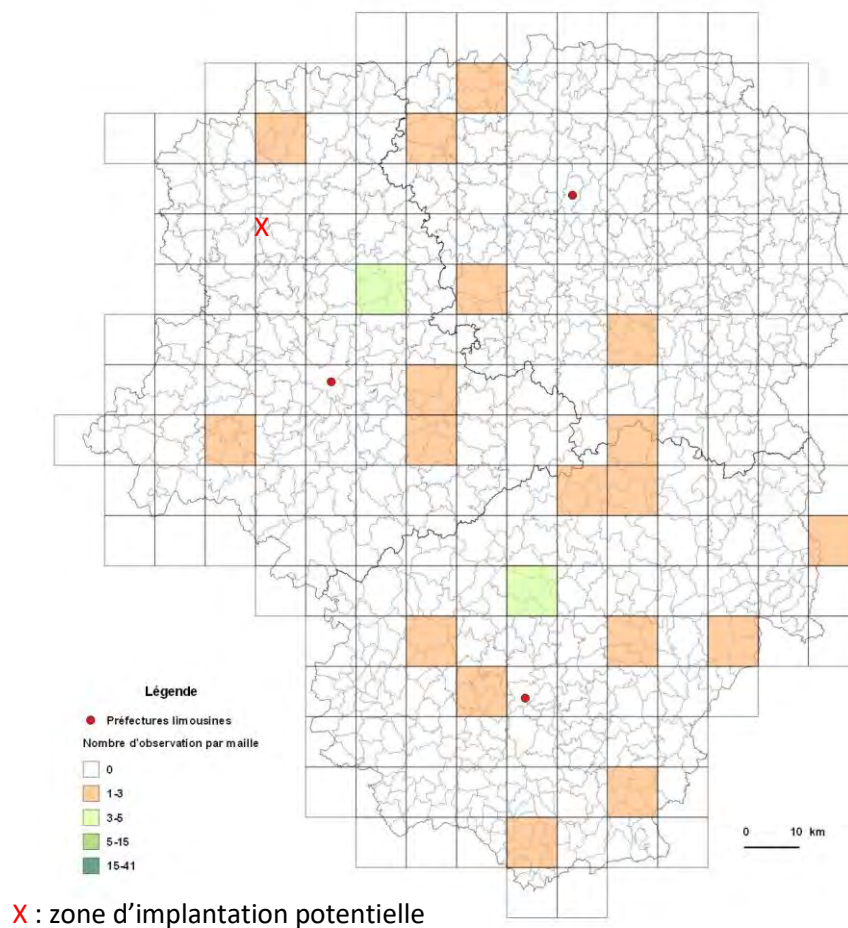 X
Légende
Préfectures limousines
Nombre d'observation par maille
0
1-3
3-5
5-15
15-41
0 10 km
X : zone d'implantation potentielle